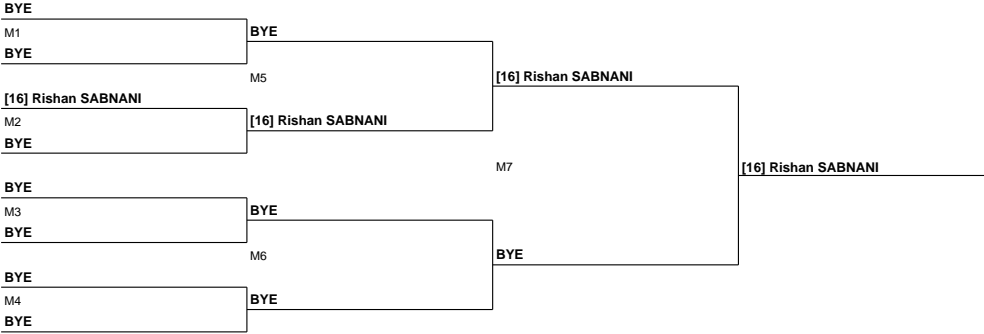 BYE
M1
BYE
BYE
M5
[16] Rishan SABNANI
[16] Rishan SABNANI
M2
[16] Rishan SABNANI
BYE
M7
[16] Rishan SABNANI
BYE
M3
BYE
BYE
M6
BYE
BYE
M4
BYE
BYE